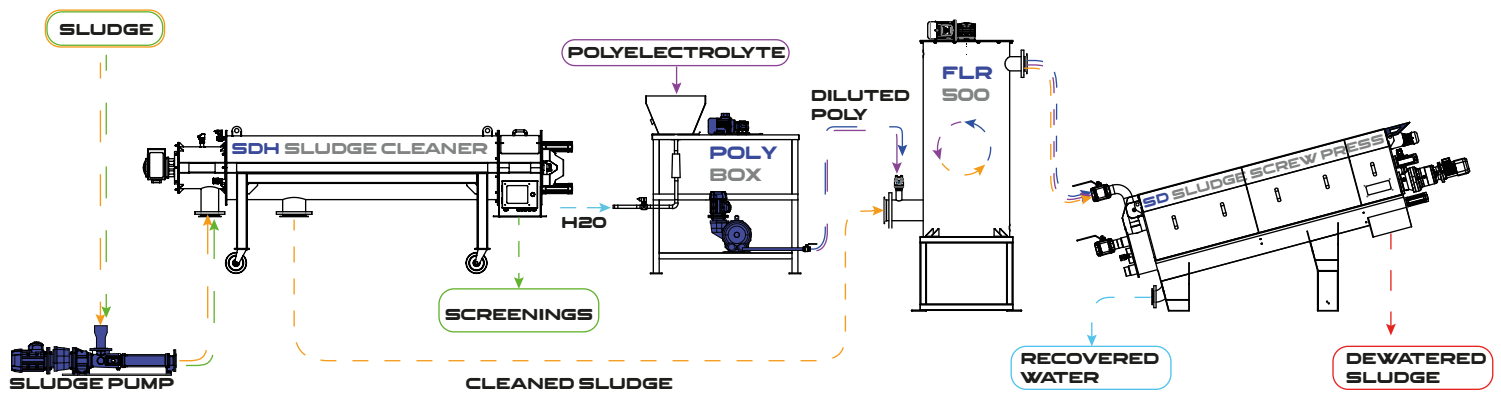 SLUDGE
SLUDGE PUMP
SDH SLUDGE CLEANER
SCREENINGS
CLEANED SLUDGE
H20
POLYELECTROLYTE
POLY
BOX
DILUTED
POLY
FLR
500
SD SLUDGE SCREW PRESS
RECOVERED
WATER
DEWATERED
SLUDGE